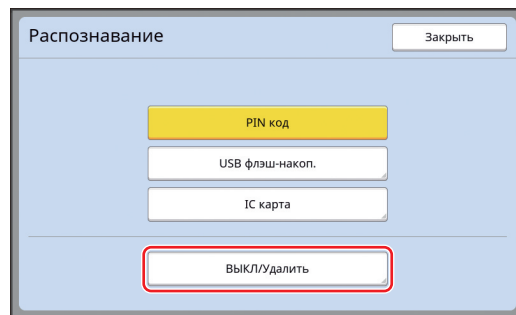 Распознавание
Закрыть
PIN код
USB флэш-накоп.
IC карта
ВЫКЛ/Удалить